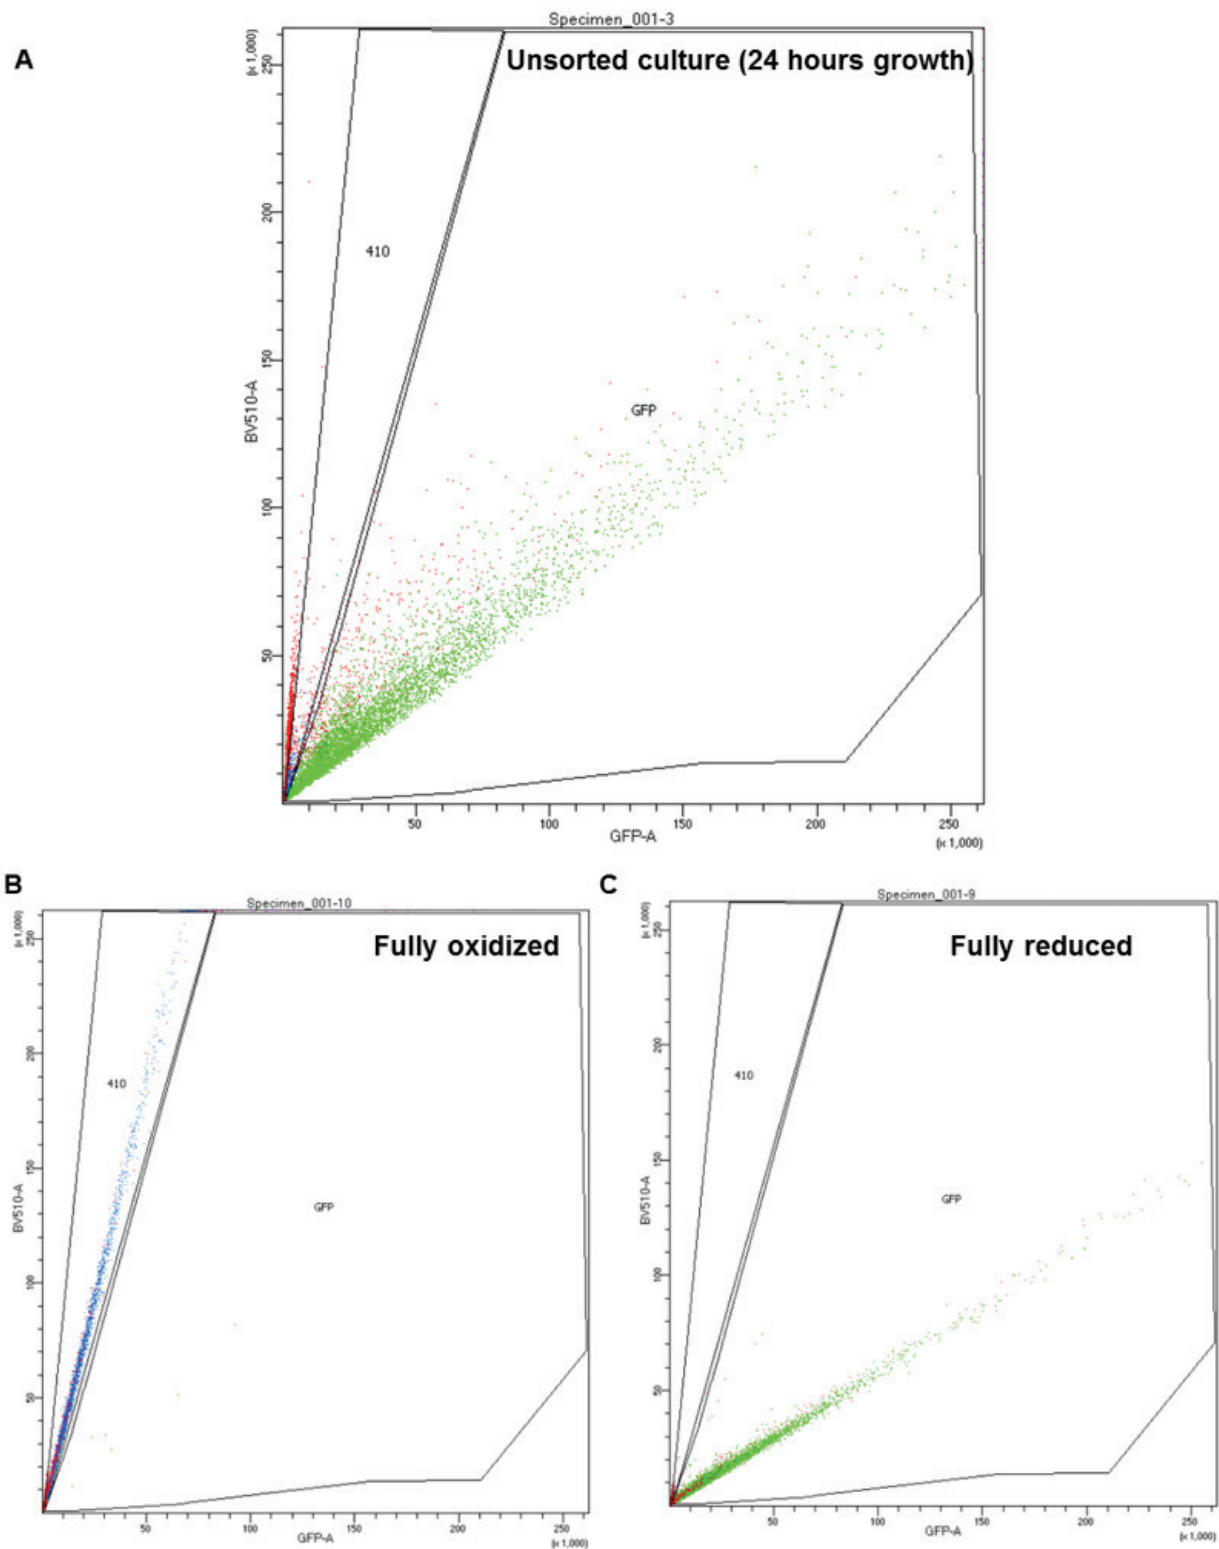 Specimen_001-3
A
Unsorted culture (24 hours growth)
(x 1,000)
250
200
150
100
50
BV510-A
410
GFP
50 100 150 200 250
GFP-A
(x 1,000)
B
Specimen_001-10
Fully oxidized
(x 1,000)
250
200
150
100
50
BV510-A
410
GFP
50 100 150 200 250
GFP-A
(x 1,000)
C
Specimen_001-9
Fully reduced
(x 1,000)
250
200
150
100
50
BV510-A
410
GFP
50 100 150 200 250
GFP-A
(x 1,000)